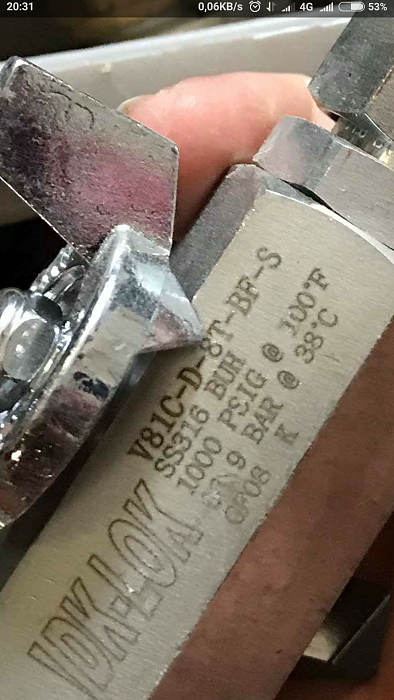 20:31 0,06KB/s 4G 53%
V81C-D-8T-BF-S
SS316 BUH
1000 PSIG @ 100°F
9 BAR @ 38°C
GF08 K
DK-LOK